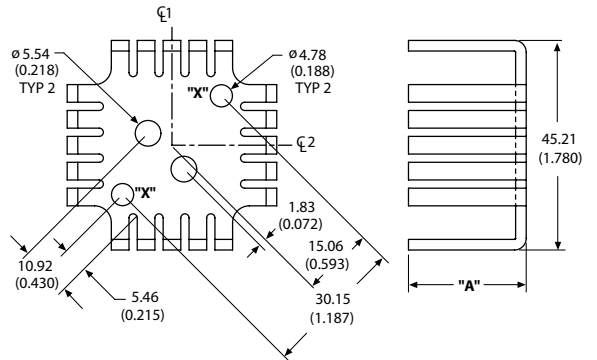 ℄1
ø 5.54
(0.218)
TYP 2
ø 4.78
(0.188)
TYP 2
"X"
℄2
45.21
(1.780)
"X"
1.83
(0.072)
15.06
(0.593)
10.92
(0.430)
5.46
(0.215)
30.15
(1.187)
"A"